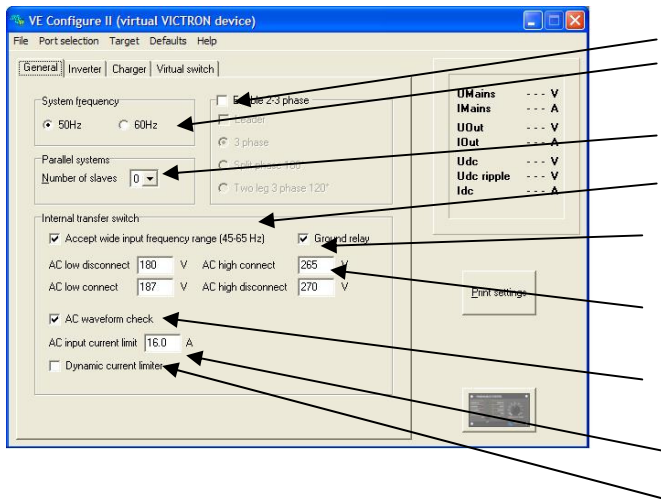 VE Configure II (virtual VICTRON device)
File Port selection Target Defaults Help
General Inverter Charger Virtual switch
System frequency
50Hz 60Hz
Parallel systems
Number of slaves 0
Enable 2-3 phase
Leader
3 phase
Split phase 180°
Two leg 3 phase 120°
Internal transfer switch
Accept wide input frequency range (45-65 Hz) Ground relay
AC low disconnect 180 V AC high connect 265 V
AC low connect 187 V AC high disconnect 270 V
AC waveform check
AC input current limit 16.0 A
Dynamic current limiter
UMains --- V
IMains --- A
UOut --- V
IOut --- A
Udc --- V
Udc ripple --- V
Idc --- A
Print settings